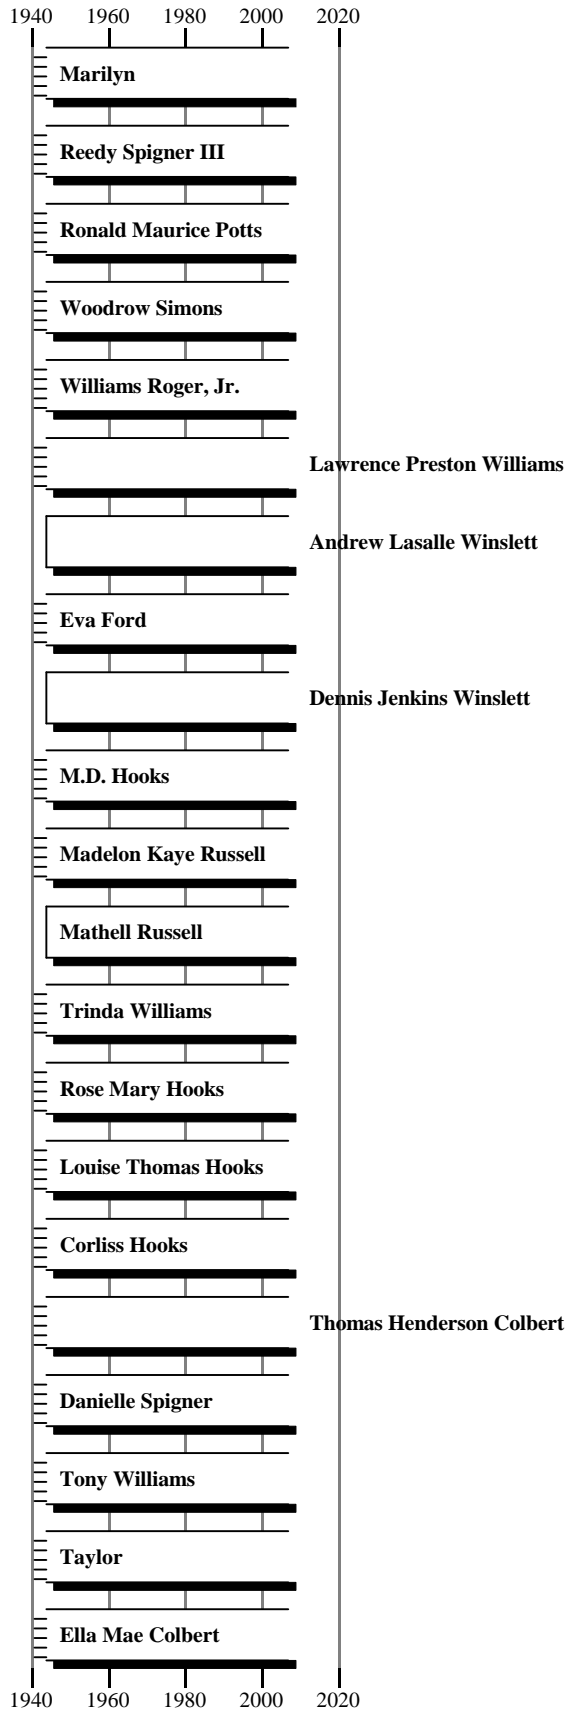 1940 1960 1980 2000 2020
Marilyn
Reedy Spigner III
Ronald Maurice Potts
Woodrow Simons
Williams Roger, Jr.
Lawrence Preston Williams
Andrew Lasalle Winslett
Eva Ford
Dennis Jenkins Winslett
M.D. Hooks
Madelon Kaye Russell
Mathell Russell
Trinda Williams
Rose Mary Hooks
Louise Thomas Hooks
Corliss Hooks
Thomas Henderson Colbert
Danielle Spigner
Tony Williams
Taylor
Ella Mae Colbert
1940 1960 1980 2000 2020